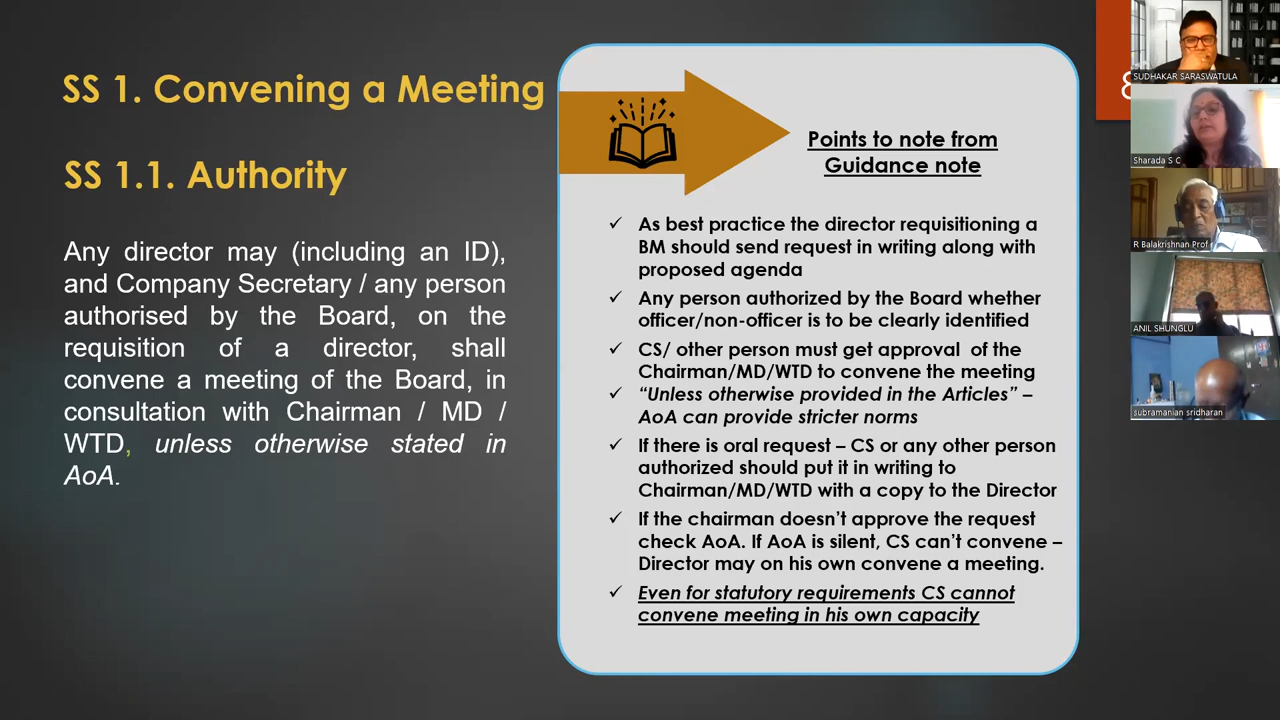 SS 1. Convening a Meeting
SS 1.1. Authority
Any director may (including an ID),
and Company Secretary / any person
authorised by the Board, on the
requisition of a director, shall
convene a meeting of the Board, in
consultation with Chairman / MD /
WTD, unless otherwise stated in
AoA.
Points to note from
Guidance note
✓ As best practice the director requisitioning a
BM should send request in writing along with
proposed agenda
✓ Any person authorized by the Board whether
officer/non-officer is to be clearly identified
✓ CS/ other person must get approval of the
Chairman/MD/WTD to convene the meeting
✓ “Unless otherwise provided in the Articles” –
AoA can provide stricter norms
✓ If there is oral request – CS or any other person
authorized should put it in writing to
Chairman/MD/WTD with a copy to the Director
✓ If the chairman doesn’t approve the request
check AoA. If AoA is silent, CS can’t convene –
Director may on his own convene a meeting.
✓ Even for statutory requirements CS cannot
convene meeting in his own capacity
SUDHAKAR SARASWATULA
Sharada S C
R Balakrishnan Prof
ANIL SHUNGLU
subramanian sridharan